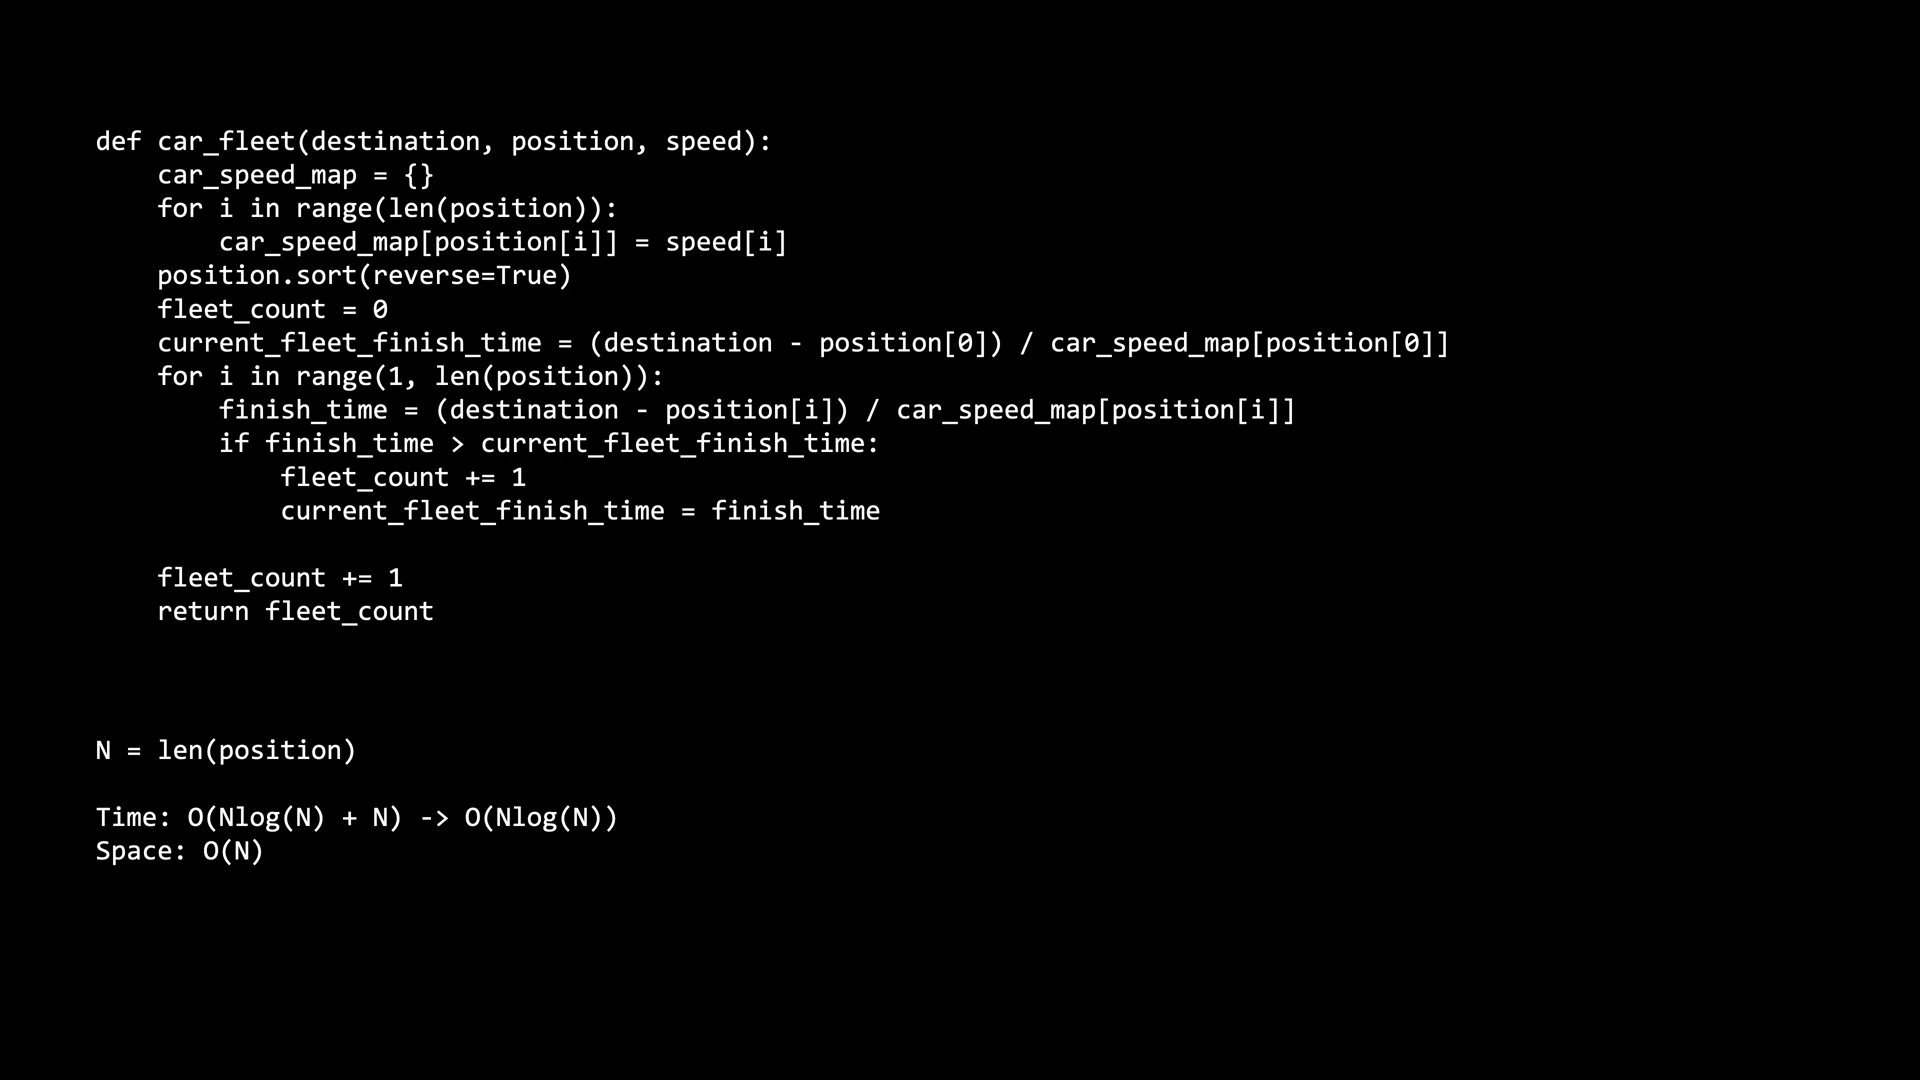 def car_fleet(destination, position, speed):
    car_speed_map = {}
    for i in range(len(position)):
        car_speed_map[position[i]] = speed[i]
    position.sort(reverse=True)
    fleet_count = 0
    current_fleet_finish_time = (destination - position[0]) / car_speed_map[position[0]]
    for i in range(1, len(position)):
        finish_time = (destination - position[i]) / car_speed_map[position[i]]
        if finish_time > current_fleet_finish_time:
            fleet_count += 1
            current_fleet_finish_time = finish_time

    fleet_count += 1
    return fleet_count

N = len(position)

Time: O(Nlog(N) + N) -> O(Nlog(N))
Space: O(N)